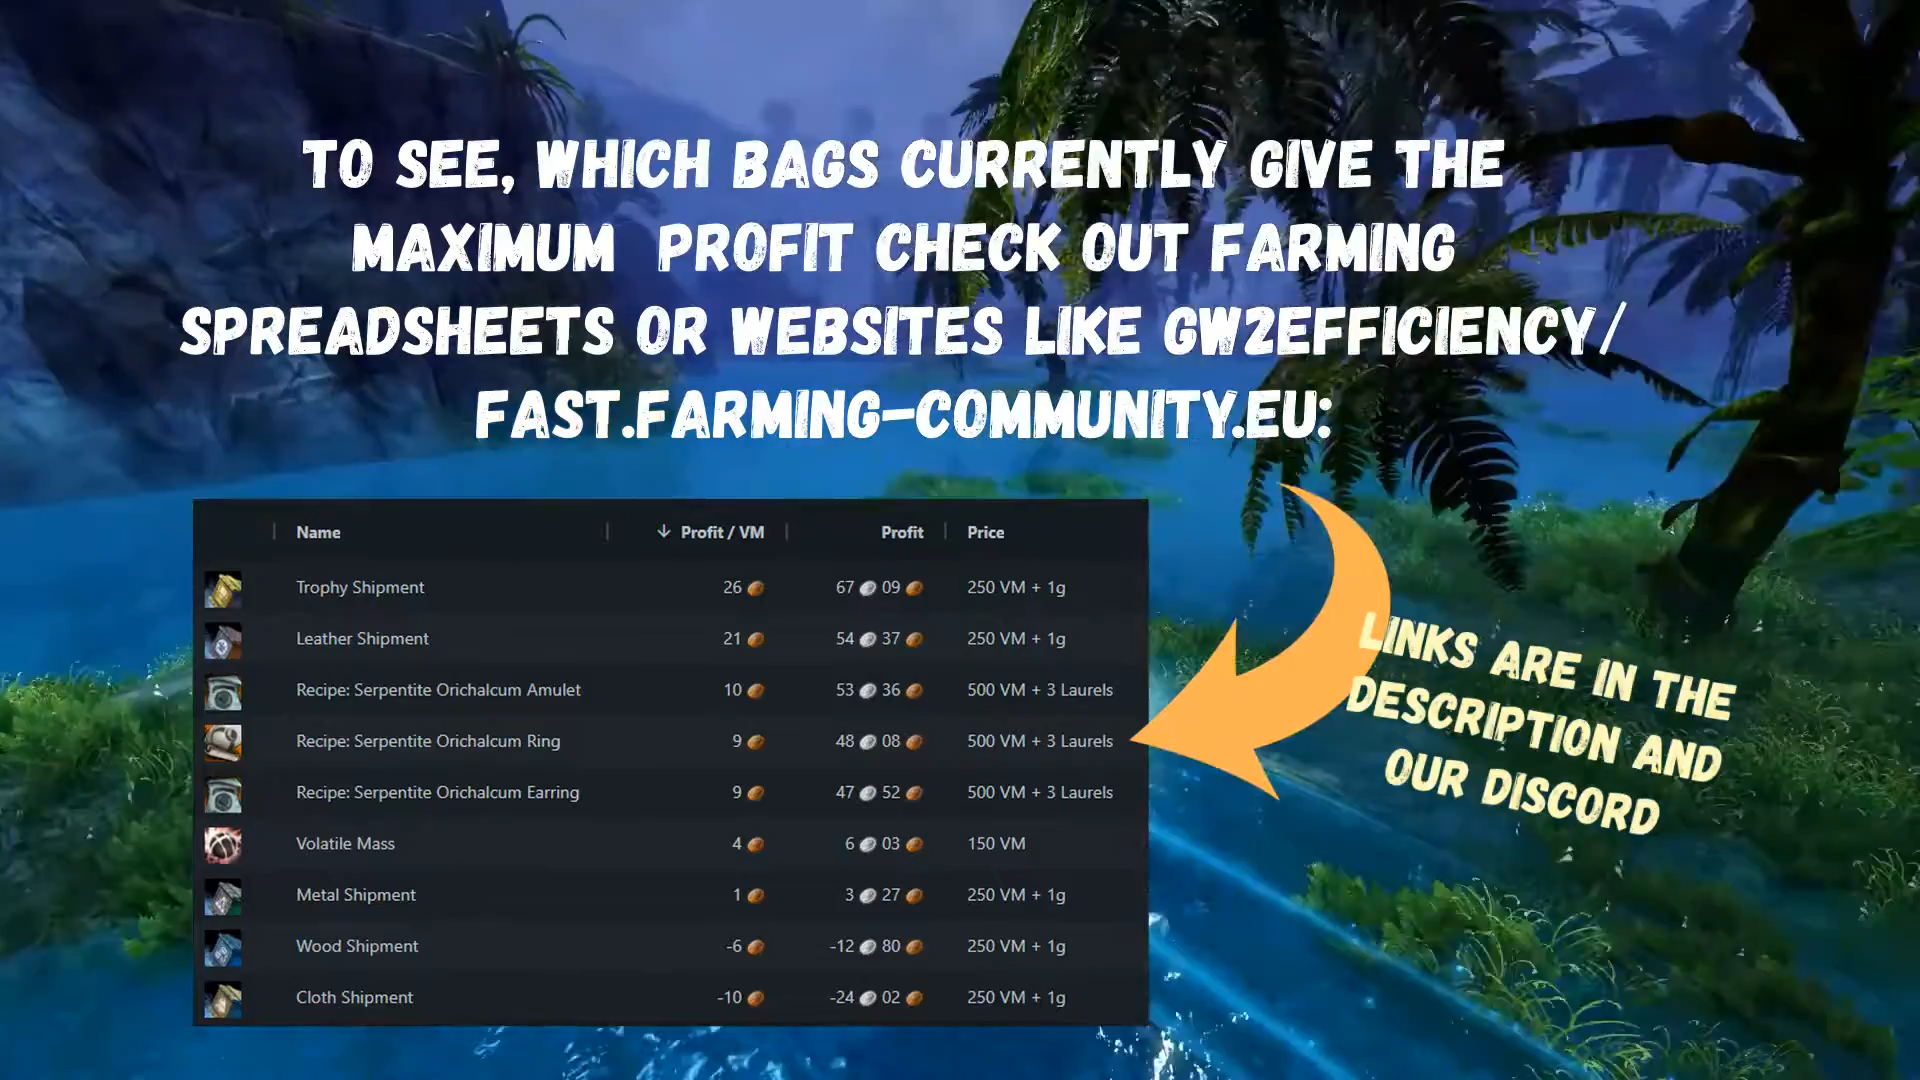 TO SEE, WHICH BAGS CURRENTLY GIVE THE
MAXIMUM PROFIT CHECK OUT FARMING
SPREADSHEETS OR WEBSITES LIKE GW2EFFICIENCY/
FAST.FARMING-COMMUNITY.EU:
Name Profit / VM Profit Price
Trophy Shipment 26 67 09 250 VM + 1g
Leather Shipment 21 54 37 250 VM + 1g
Recipe: Serpentite Orichalcum Amulet 10 53 36 500 VM + 3 Laurels
Recipe: Serpentite Orichalcum Ring 9 48 08 500 VM + 3 Laurels
Recipe: Serpentite Orichalcum Earring 9 47 52 500 VM + 3 Laurels
Volatile Mass 4 6 03 150 VM
Metal Shipment 1 3 27 250 VM + 1g
Wood Shipment -6 -12 80 250 VM + 1g
Cloth Shipment -10 -24 02 250 VM + 1g
LINKS ARE IN THE
DESCRIPTION AND
OUR DISCORD